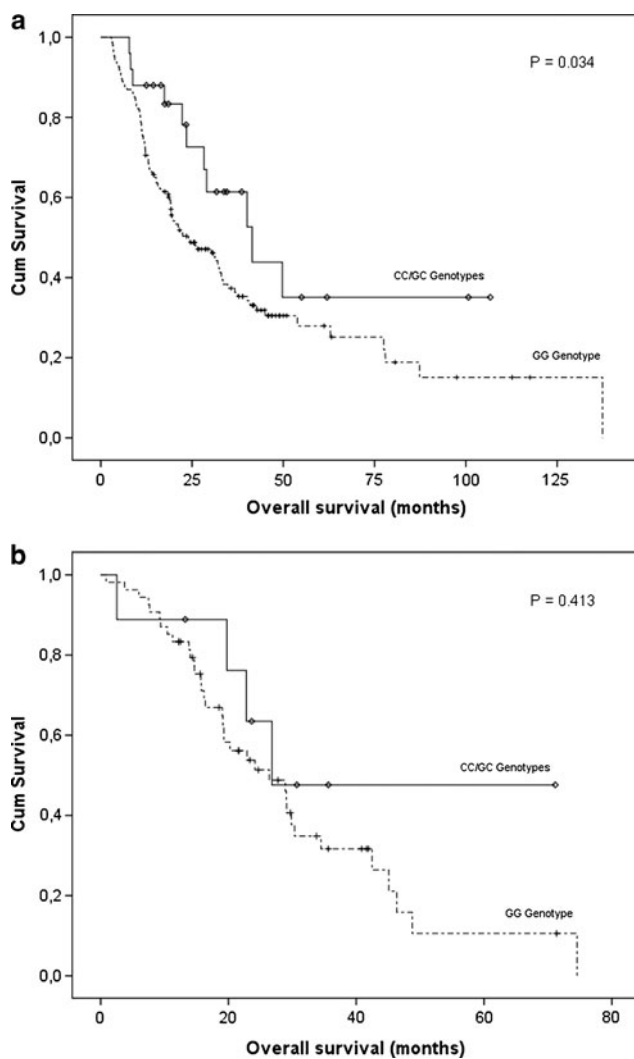 a
1,0
P = 0.034
0,8
0,6
0,4
0,2
0,0
Cum Survival
CC/GC Genotypes
GG Genotype
0 25 50 75 100 125
Overall survival (months)
b
1,0
P = 0.413
0,8
0,6
0,4
0,2
0,0
Cum Survival
CC/GC Genotypes
GG Genotype
0 20 40 60 80
Overall survival (months)